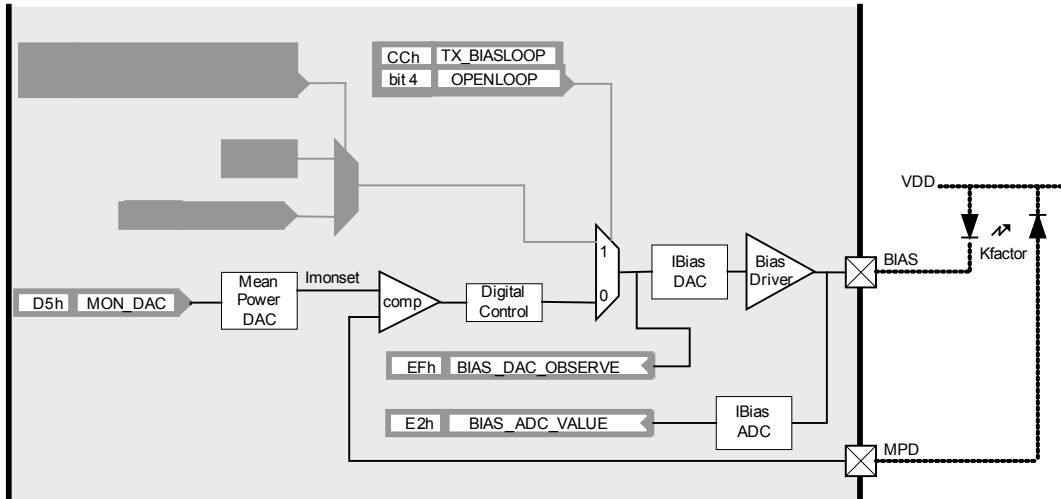 CCh TX_BIASLOOP
bit 4 OPENLOOP
VDD
Kfactor
1
0
IBias
DAC
Bias
Driver
BIAS
D5h MON_DAC
Mean
Power
DAC
Imonset
comp
Digital
Control
EFh BIAS_DAC_OBSERVE
E2h BIAS_ADC_VALUE
IBias
ADC
MPD